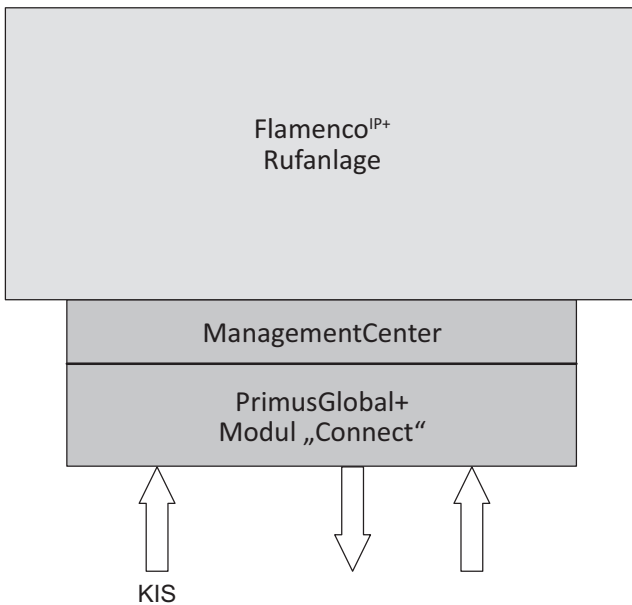 Flamenco^IP+
Rufanlage
ManagementCenter
PrimusGlobal+
Modul „Connect“
KIS